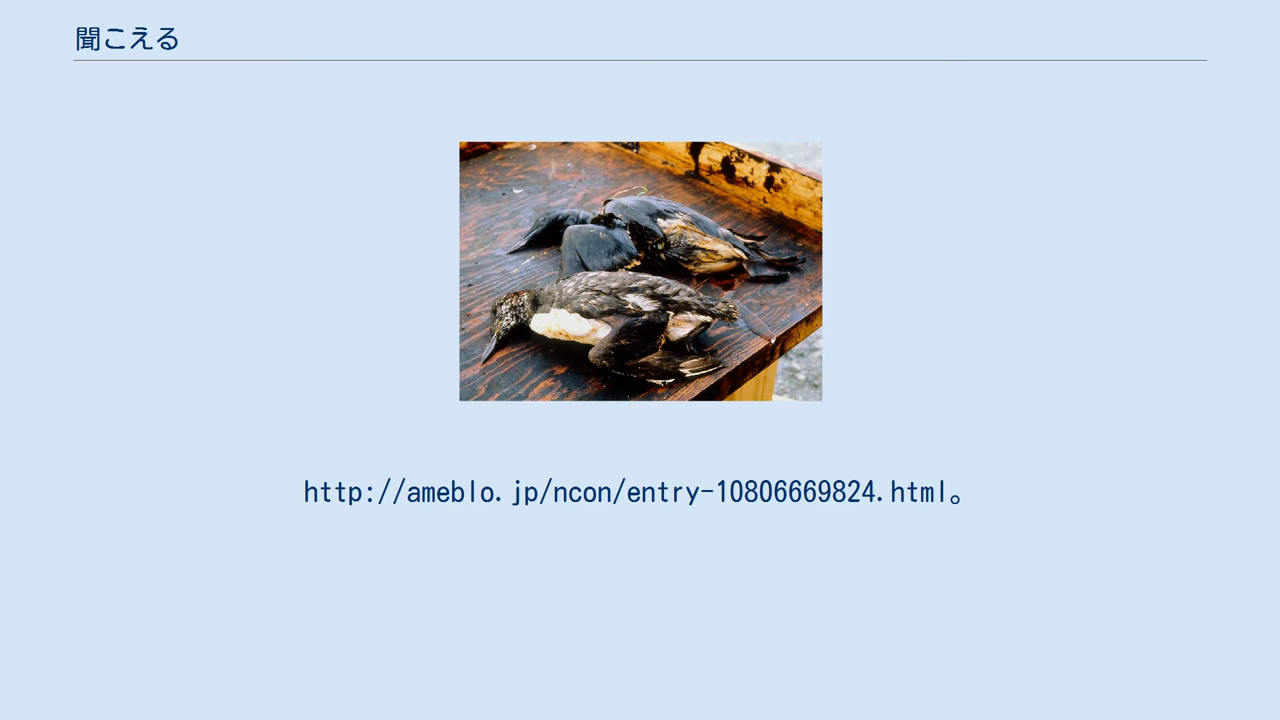 聞こえる
http://ameblo.jp/ncon/entry-10806669824.html。